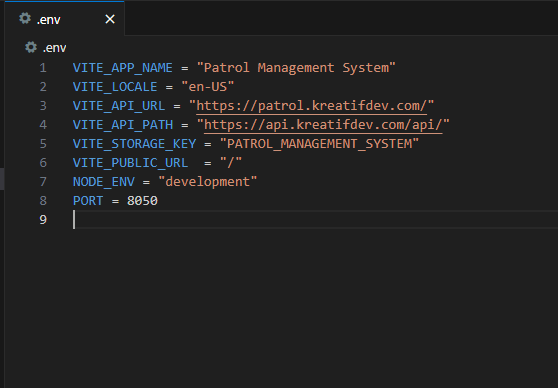 .env
.env
1 VITE_APP_NAME = "Patrol Management System"
2 VITE_LOCALE = "en-US"
3 VITE_API_URL = "https://patrol.kreatifdev.com/"
4 VITE_API_PATH = "https://api.kreatifdev.com/api/"
5 VITE_STORAGE_KEY = "PATROL_MANAGEMENT_SYSTEM"
6 VITE_PUBLIC_URL  = "/"
7 NODE_ENV = "development"
8 PORT = 8050
9